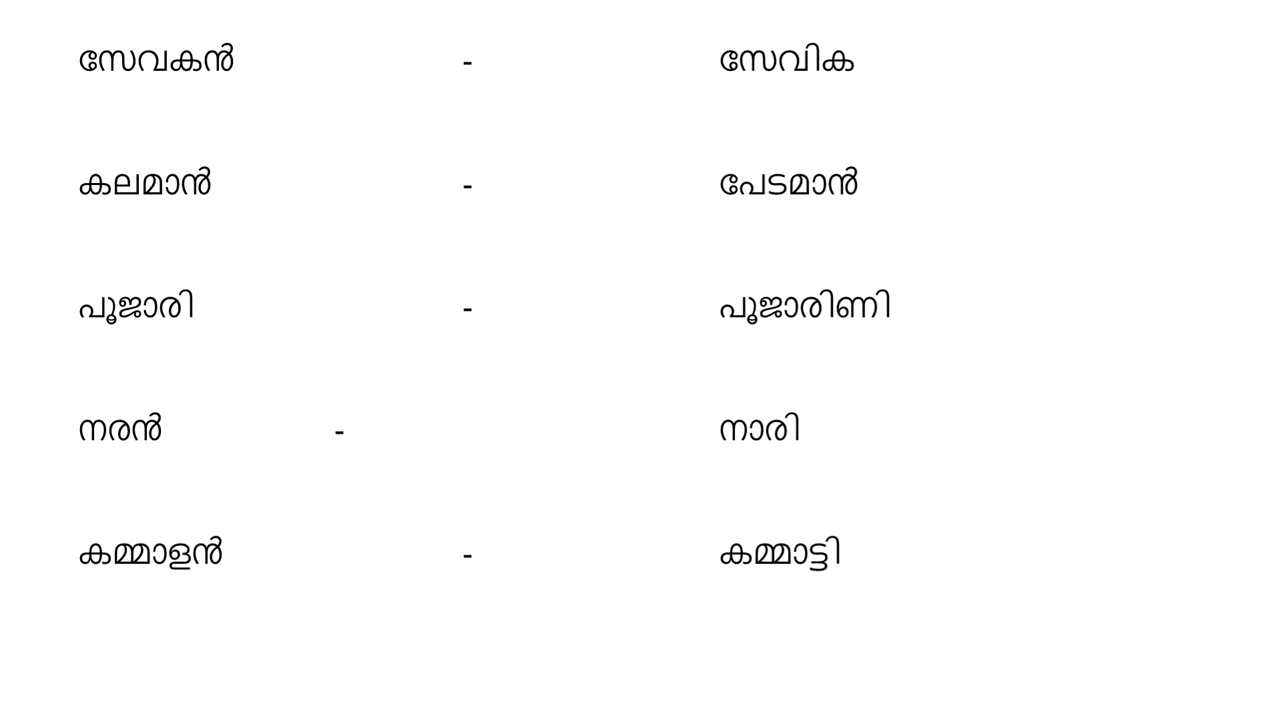 സേവകൻ - സേവിക
കലമാൻ - പേടമാൻ
പൂജാരി - പൂജാരിണി
നരൻ - നാരി
കമ്മാളൻ - കമ്മാട്ടി